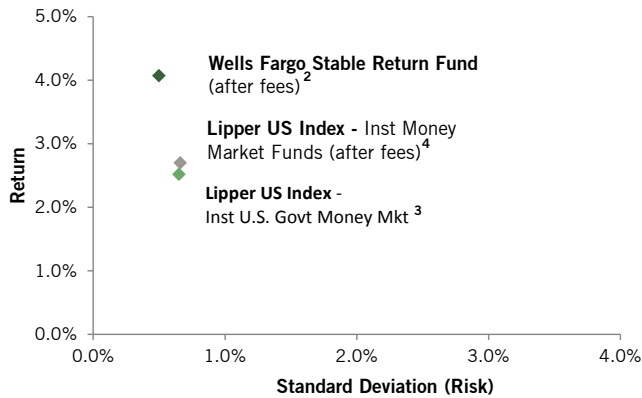 5.0%
4.0%
3.0%
2.0%
1.0%
0.0%
Return
Wells Fargo Stable Return Fund
(after fees) 2
Lipper US Index - Inst Money
Market Funds (after fees)4
Lipper US Index -
Inst U.S. Govt Money Mkt 3
0.0% 1.0% 2.0% 3.0% 4.0%
Standard Deviation (Risk)